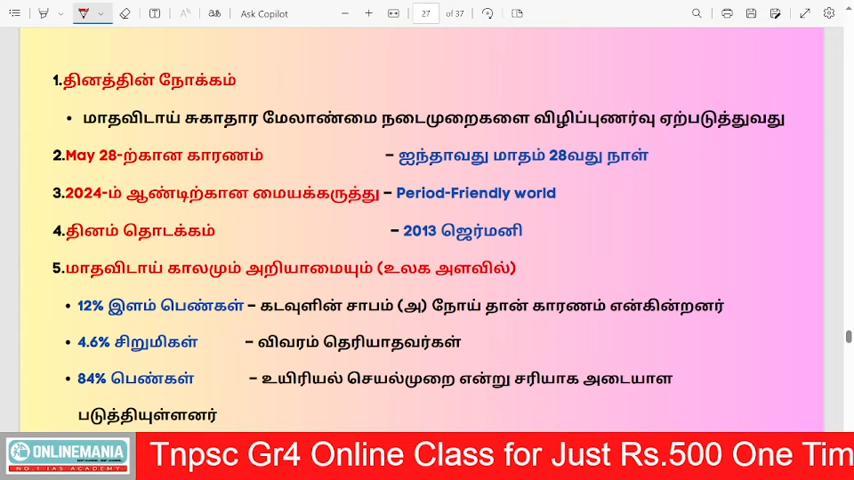 Ask Copilot
27 of 37
1.தினத்தின் நோக்கம்
• மாதவிடாய் சுகாதார மேலாண்மை நடைமுறைகளை விழிப்புணர்வு ஏற்படுத்துவது
2.May 28-ற்கான காரணம் – ஐந்தாவது மாதம் 28வது நாள்
3.2024-ம் ஆண்டிற்கான மையக்கருத்து – Period-Friendly world
4.தினம் தொடக்கம் – 2013 ஜெர்மனி
5.மாதவிடாய் காலமும் அறியாமையும் (உலக அளவில்)
• 12% இளம் பெண்கள் – கடவுளின் சாபம் (அ) நோய் தான் காரணம் என்கின்றனர்
• 4.6% சிறுமிகள் – விவரம் தெரியாதவர்கள்
• 84% பெண்கள் – உயிரியல் செயல்முறை என்று சரியாக அடையாள
படுத்தியுள்ளனர்
ONLINEMANIA
NO.1 IAS ACADEMY
Tnpsc Gr4 Online Class for Just Rs.500 One Tim